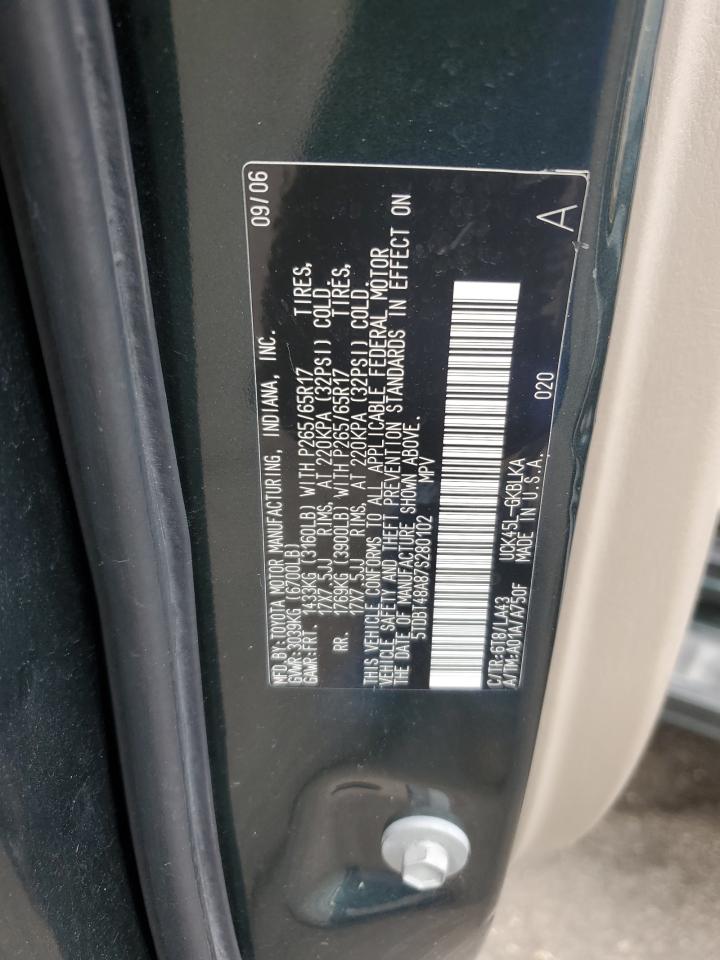 MFD.BY:TOYOTA MOTOR MANUFACTURING, INDIANA, INC. 09/06
GVWR:3039KG (6700LB)
GAWR:FRT. 1433KG (3160LB) WITH P265/65R17 TIRES,
17X7.5JJ RIMS, AT 220KPA (32PSI) COLD.
RR. 1769KG (3900LB) WITH P265/65R17 TIRES,
17X7.5JJ RIMS, AT 220KPA (32PSI) COLD.
THIS VEHICLE CONFORMS TO ALL APPLICABLE FEDERAL MOTOR
VEHICLE SAFETY AND THEFT PREVENTION STANDARDS IN EFFECT ON
THE DATE OF MANUFACTURE SHOWN ABOVE.
5TDBT48A87S280102 MPV
C/TR:6T8/LA43 UCK45L-GKBLKA 020
A/TM:A01A/A750F MADE IN U.S.A.
A